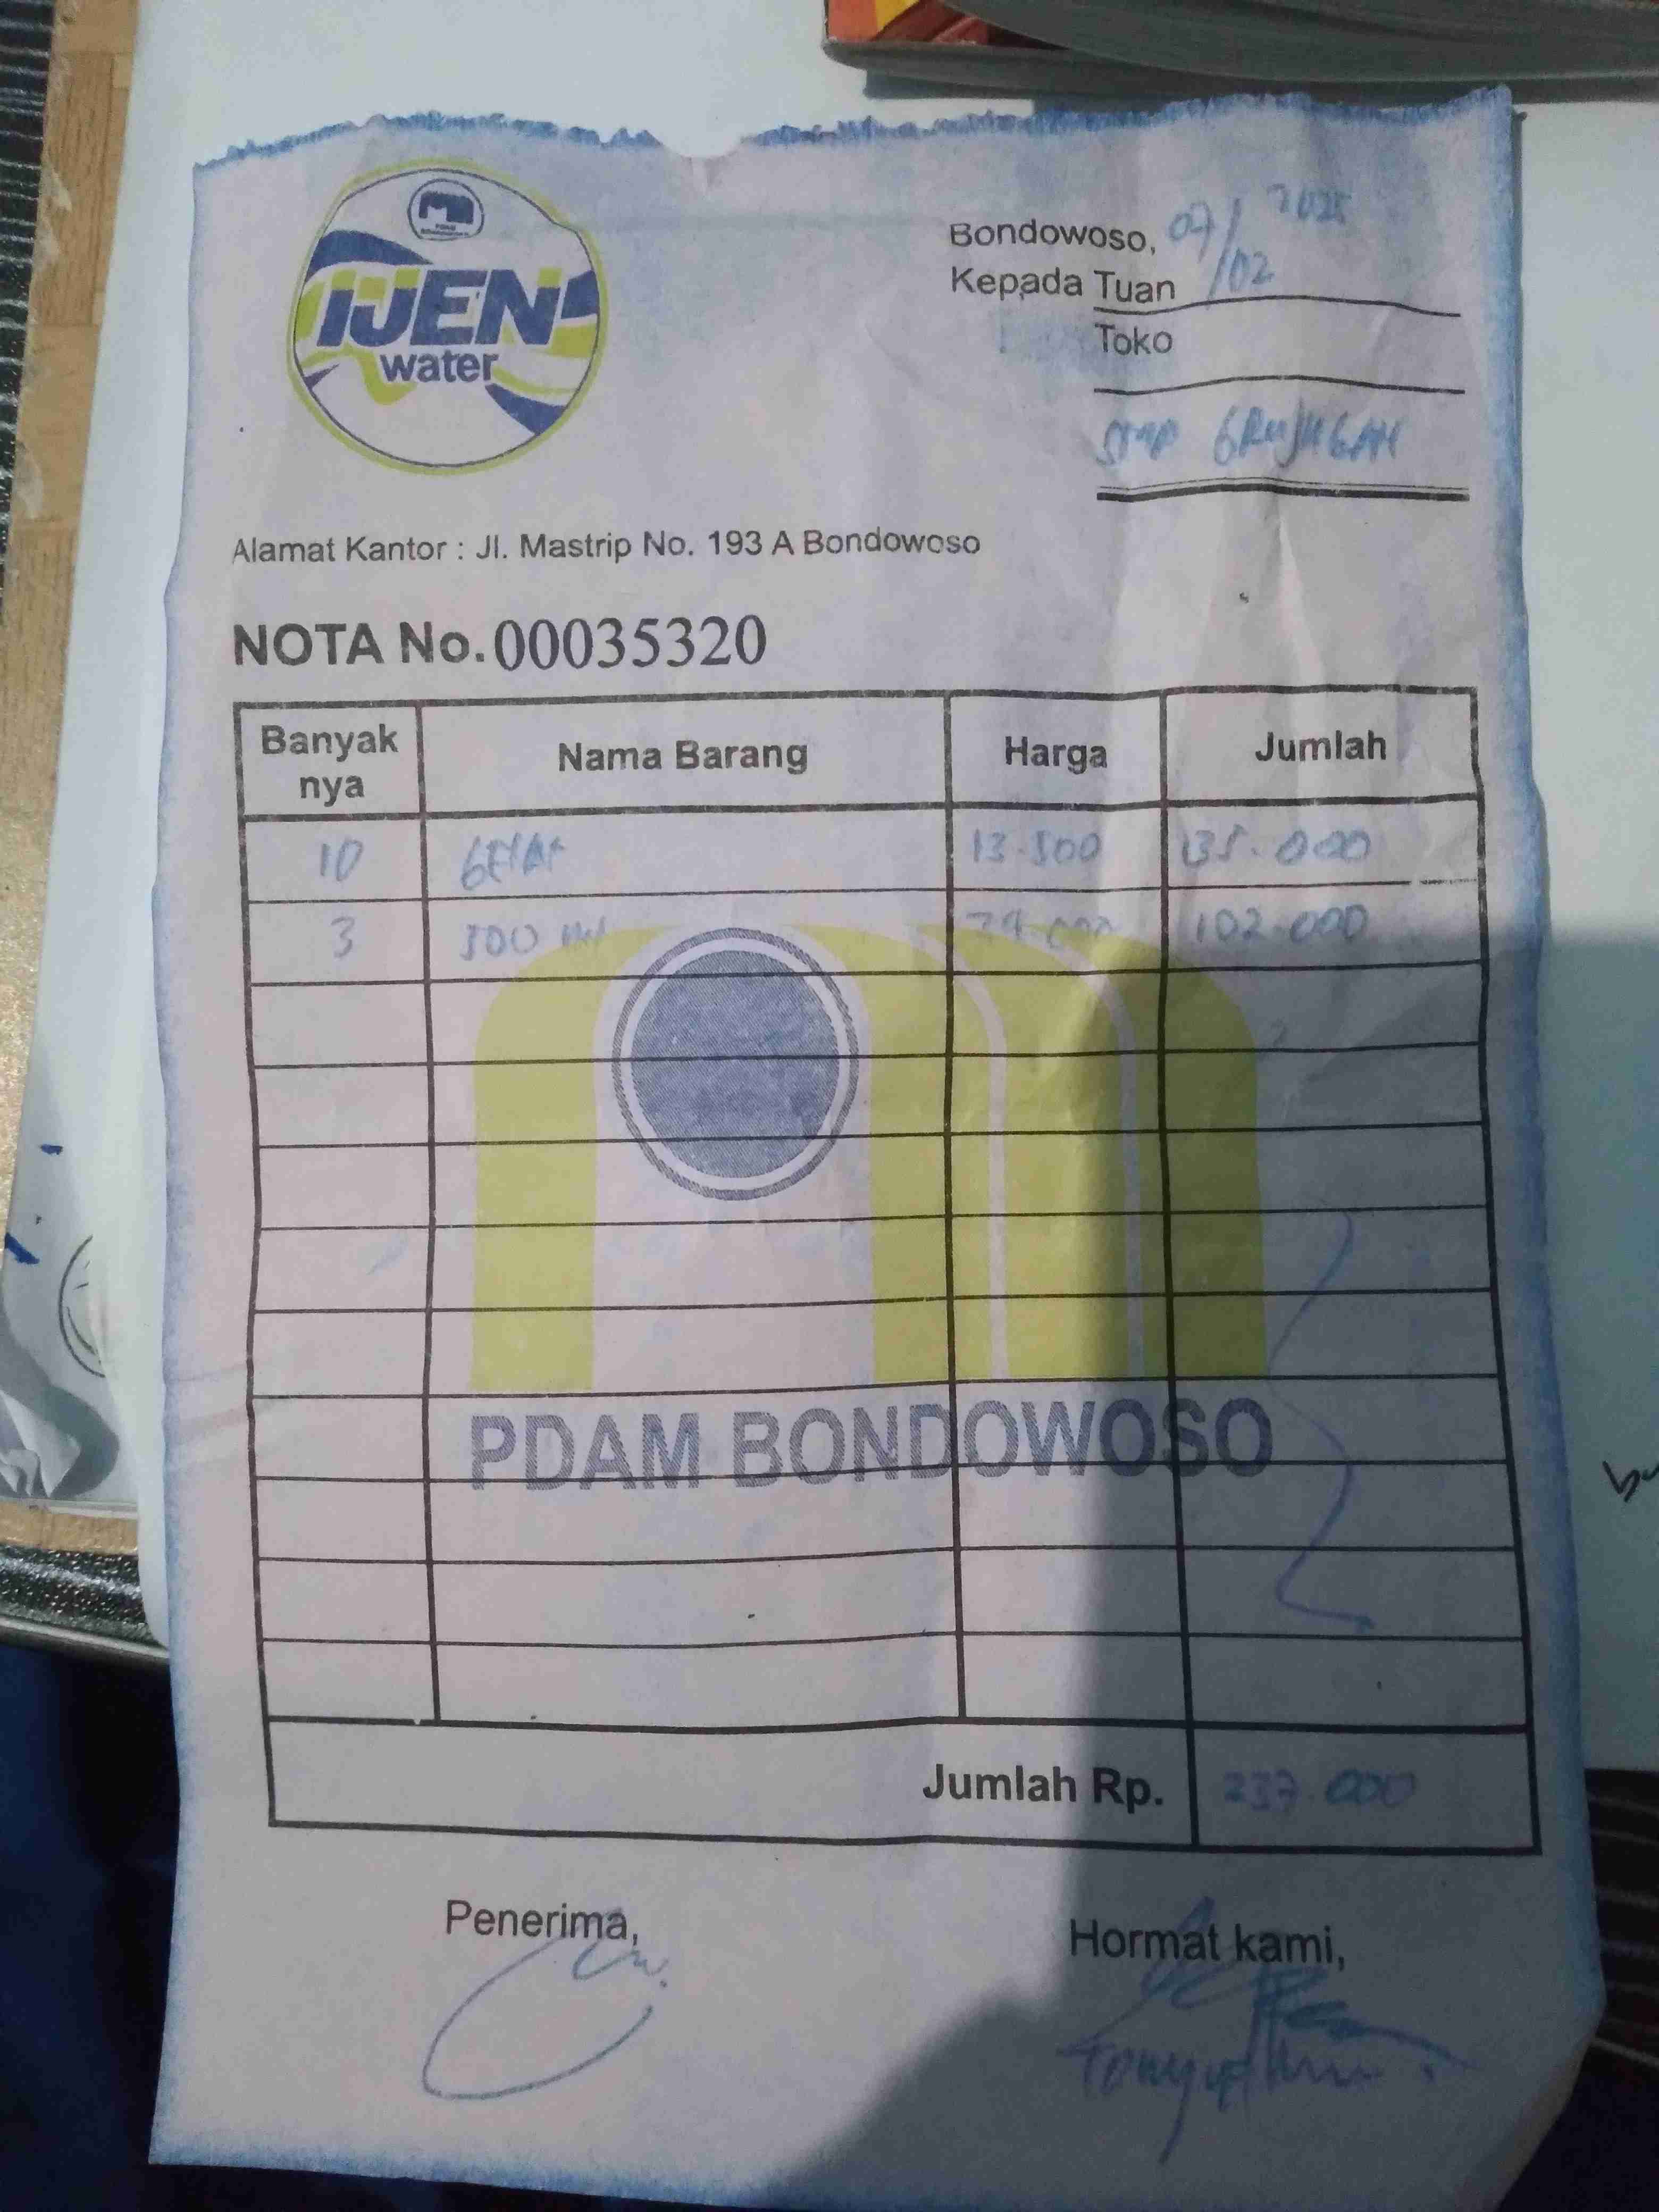 IJEN
water
Bondowoso, 07/02 2025
Kepada Tuan
Toko
SMP GRUJUGAN
Alamat Kantor : Jl. Mastrip No. 193 A Bondowoso
NOTA No. 00035320
Banyak nya Nama Barang Harga Jumlah
10 GELAS 13.500 135.000
3 500 ml 34.000 102.000
PDAM BONDOWOSO
Jumlah Rp. 237.000
Penerima, Hormat kami,